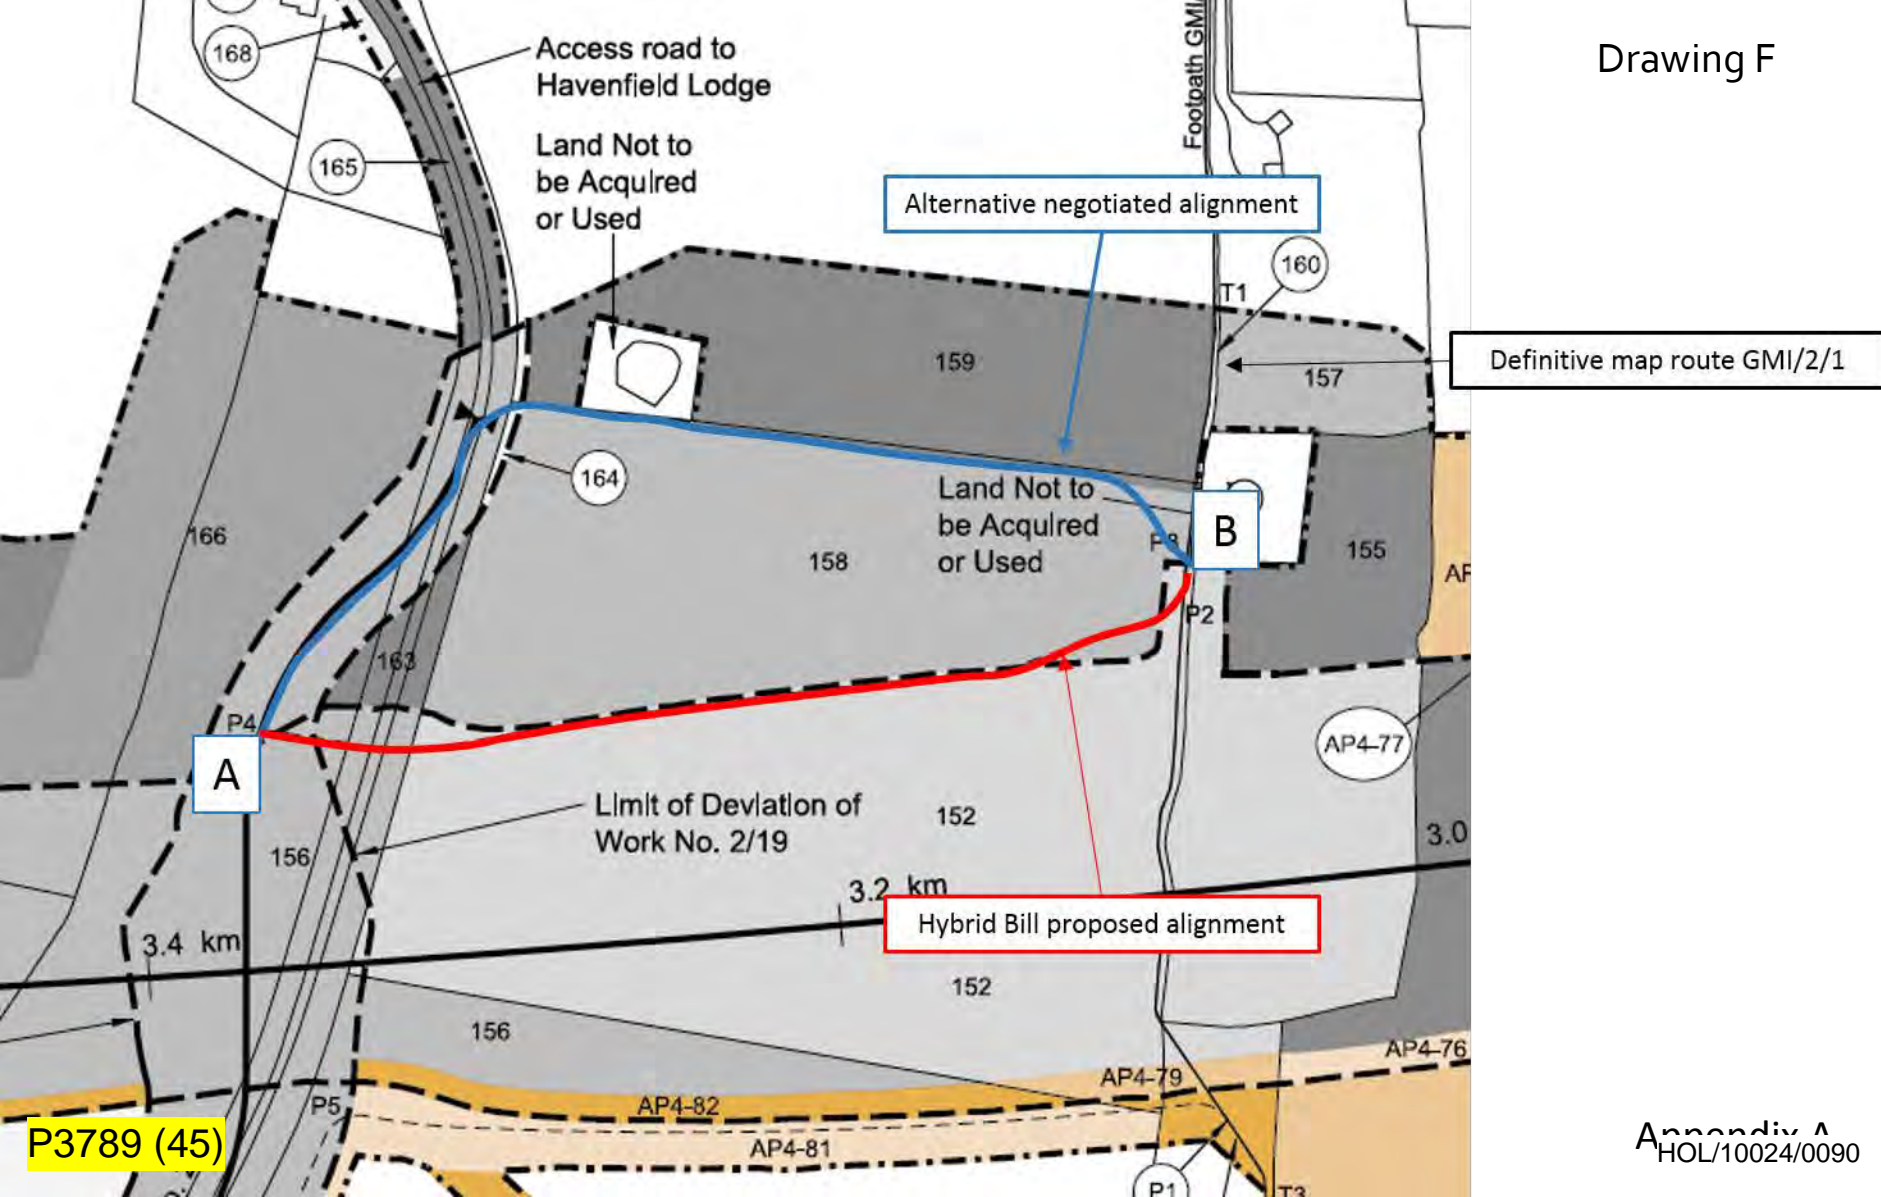 Drawing F
168
Access road to
Havenfield Lodge
165
Land Not to
be Acquired
or Used
Footpath GMI
Alternative negotiated alignment
160
T1
159
157
Definitive map route GMI/2/1
164
166
Land Not to
be Acquired
or Used
B
158
155
P3
P2
163
P4
A
AP4-77
Limit of Deviation of
Work No. 2/19
152
156
3.0
3.2 km
Hybrid Bill proposed alignment
3.4 km
152
156
AP4-76
AP4-79
P5
AP4-82
AP4-81
P3789 (45)
Appendix A
HOL/10024/0090
P1
T3